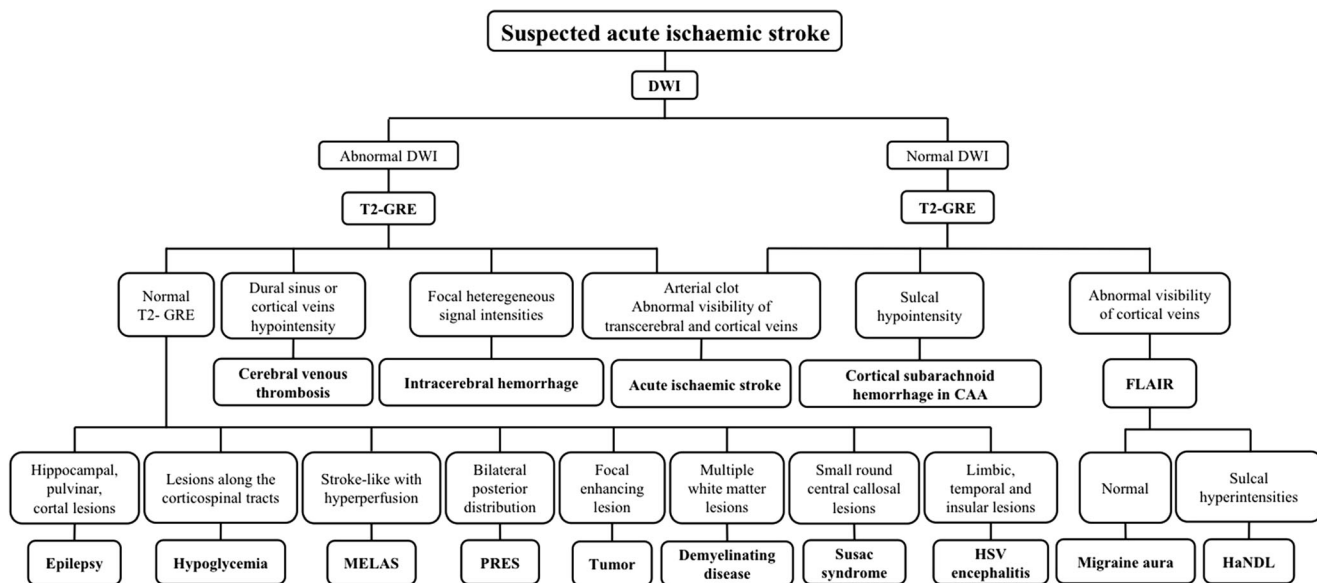 Suspected acute ischaemic stroke
DWI
Abnormal DWI
Normal DWI
T2-GRE
T2-GRE
Normal
T2- GRE
Dural sinus or
cortical veins
hypointensity
Focal heteregeneous
signal intensities
Arterial clot
Abnormal visibility of
transcerebral and cortical veins
Sulcal
hypointensity
Abnormal visibility
of cortical veins
Cerebral venous
thrombosis
Intracerebral hemorrhage
Acute ischaemic stroke
Cortical subarachnoid
hemorrhage in CAA
FLAIR
Hippocampal,
pulvinar,
cortal lesions
Lesions along the
corticospinal tracts
Stroke-like with
hyperperfusion
Bilateral
posterior
distribution
Focal
enhancing
lesion
Multiple
white matter
lesions
Small round
central callosal
lesions
Limbic,
temporal and
insular lesions
Normal
Sulcal
hyperintensities
Epilepsy
Hypoglycemia
MELAS
PRES
Tumor
Demyelinating
disease
Susac
syndrome
HSV
encephalitis
Migraine aura
HaNDL